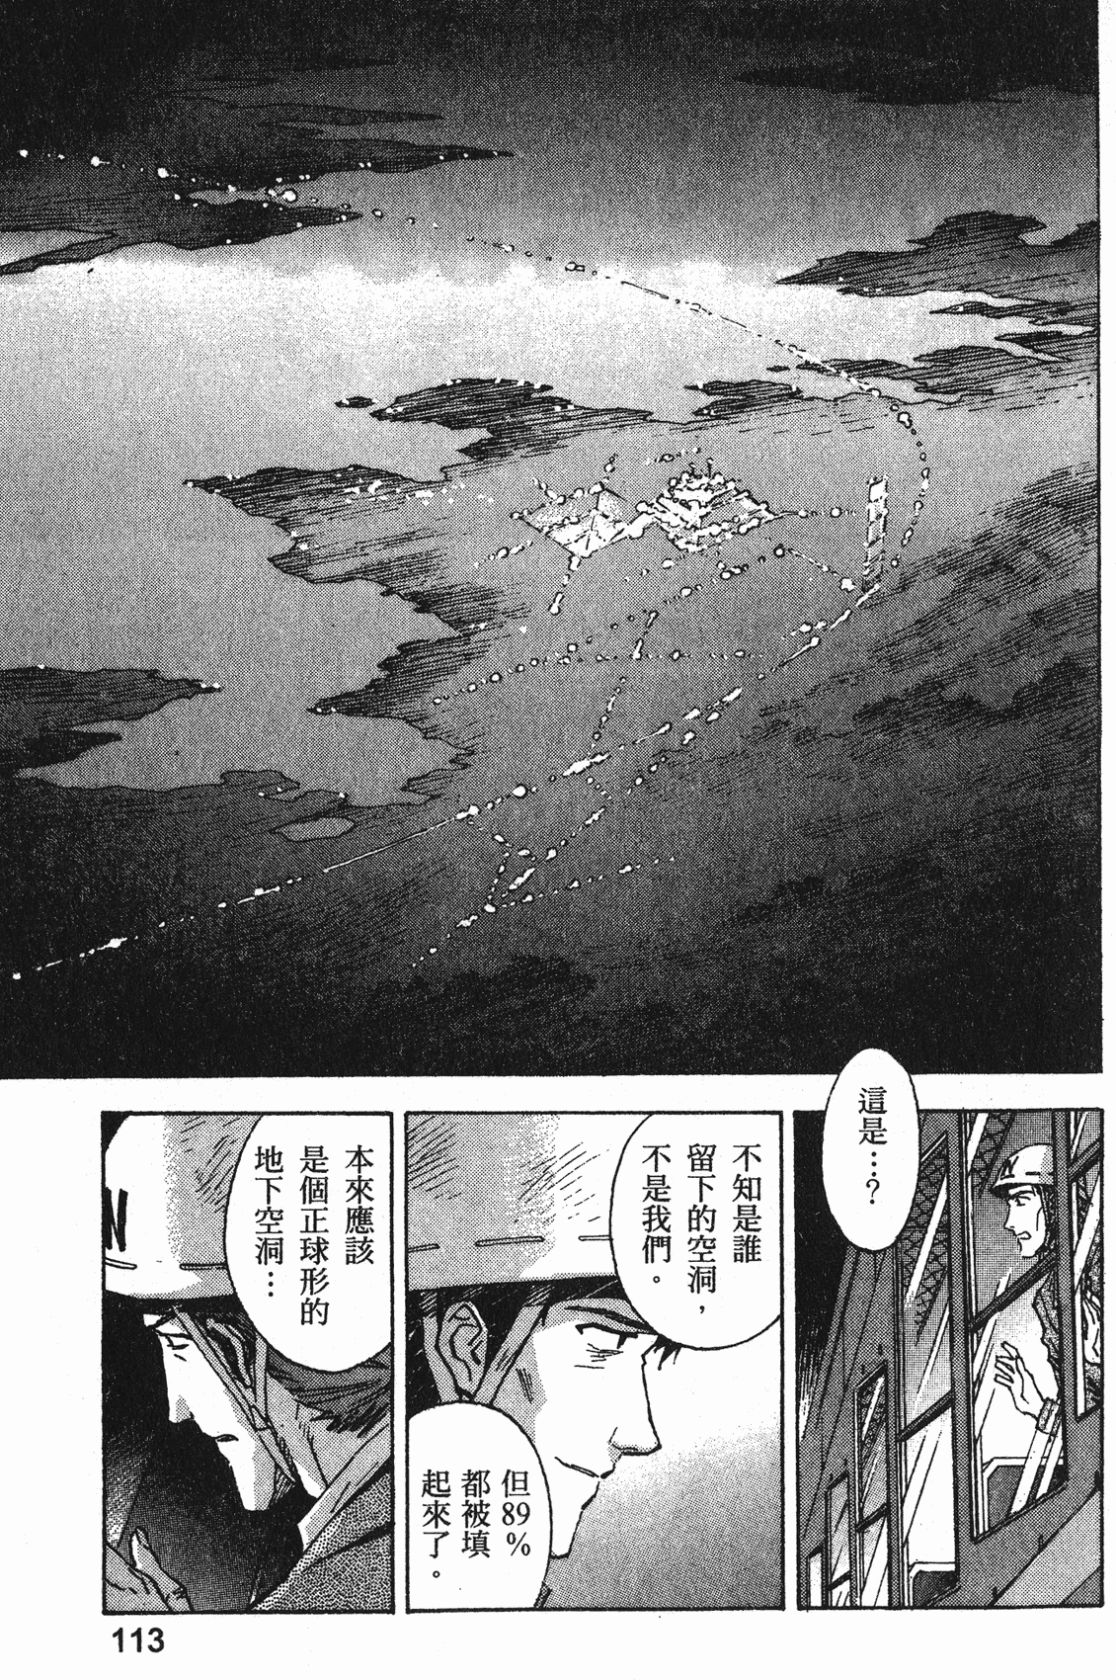 這是…?
不知是誰
留下的空洞,
不是我們。
但89%
都被填
起來了。
本來應該
是個正球形的
地下空洞…
N
N
113